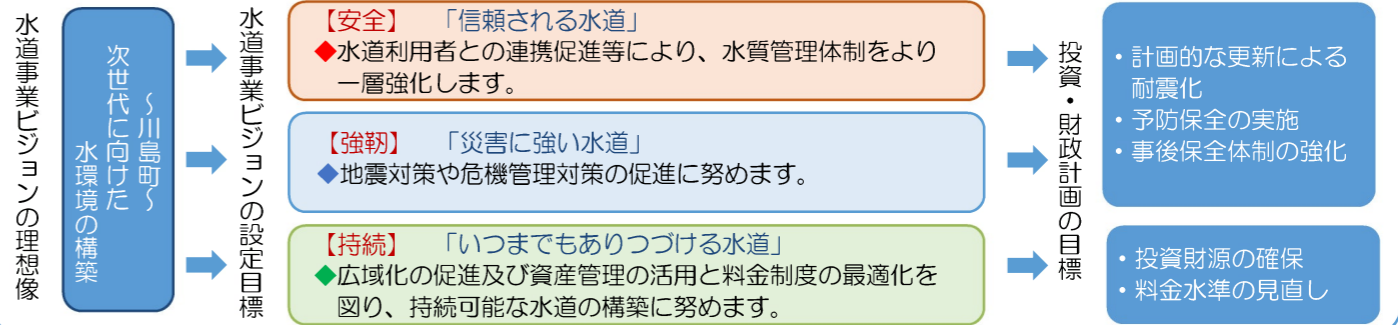 水道事業ビジョンの理想像
～川島町～
次世代に向けた
水環境の構築
水道事業ビジョンの設定目標
【安全】 「信頼される水道」
◆水道利用者との連携促進等により、水質管理体制をより
一層強化します。
【強靭】 「災害に強い水道」
◆地震対策や危機管理対策の促進に努めます。
【持続】 「いつまでもありつづける水道」
◆広域化の促進及び資産管理の活用と料金制度の最適化を
図り、持続可能な水道の構築に努めます。
投資・財政計画の目標
・計画的な更新による
耐震化
・予防保全の実施
・事後保全体制の強化
・投資財源の確保
・料金水準の見直し